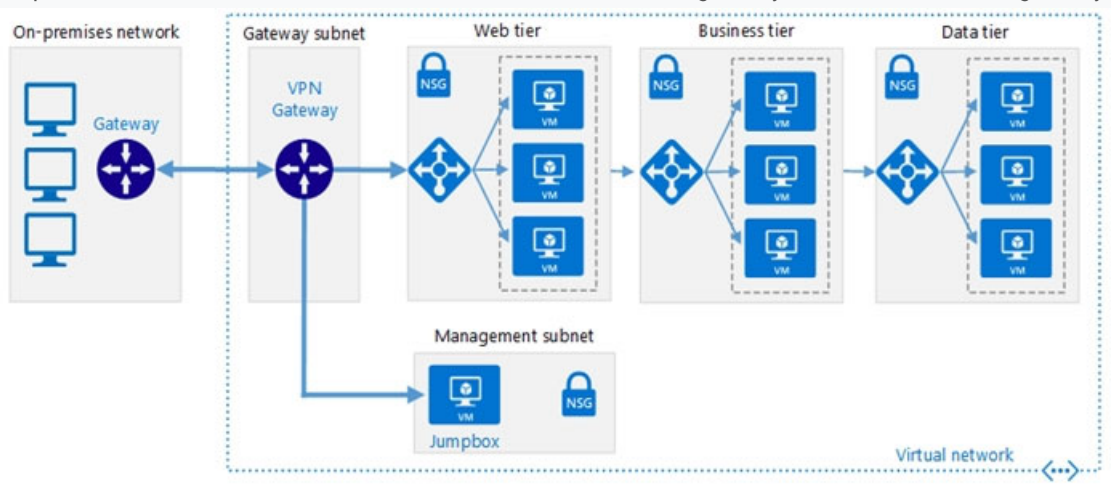 On-premises network
Gateway subnet
Web tier
Business tier
Data tier
Gateway
VPN
Gateway
NSG
VM
VM
VM
NSG
VM
VM
VM
NSG
VM
VM
VM
Management subnet
VM
Jumpbox
NSG
Virtual network